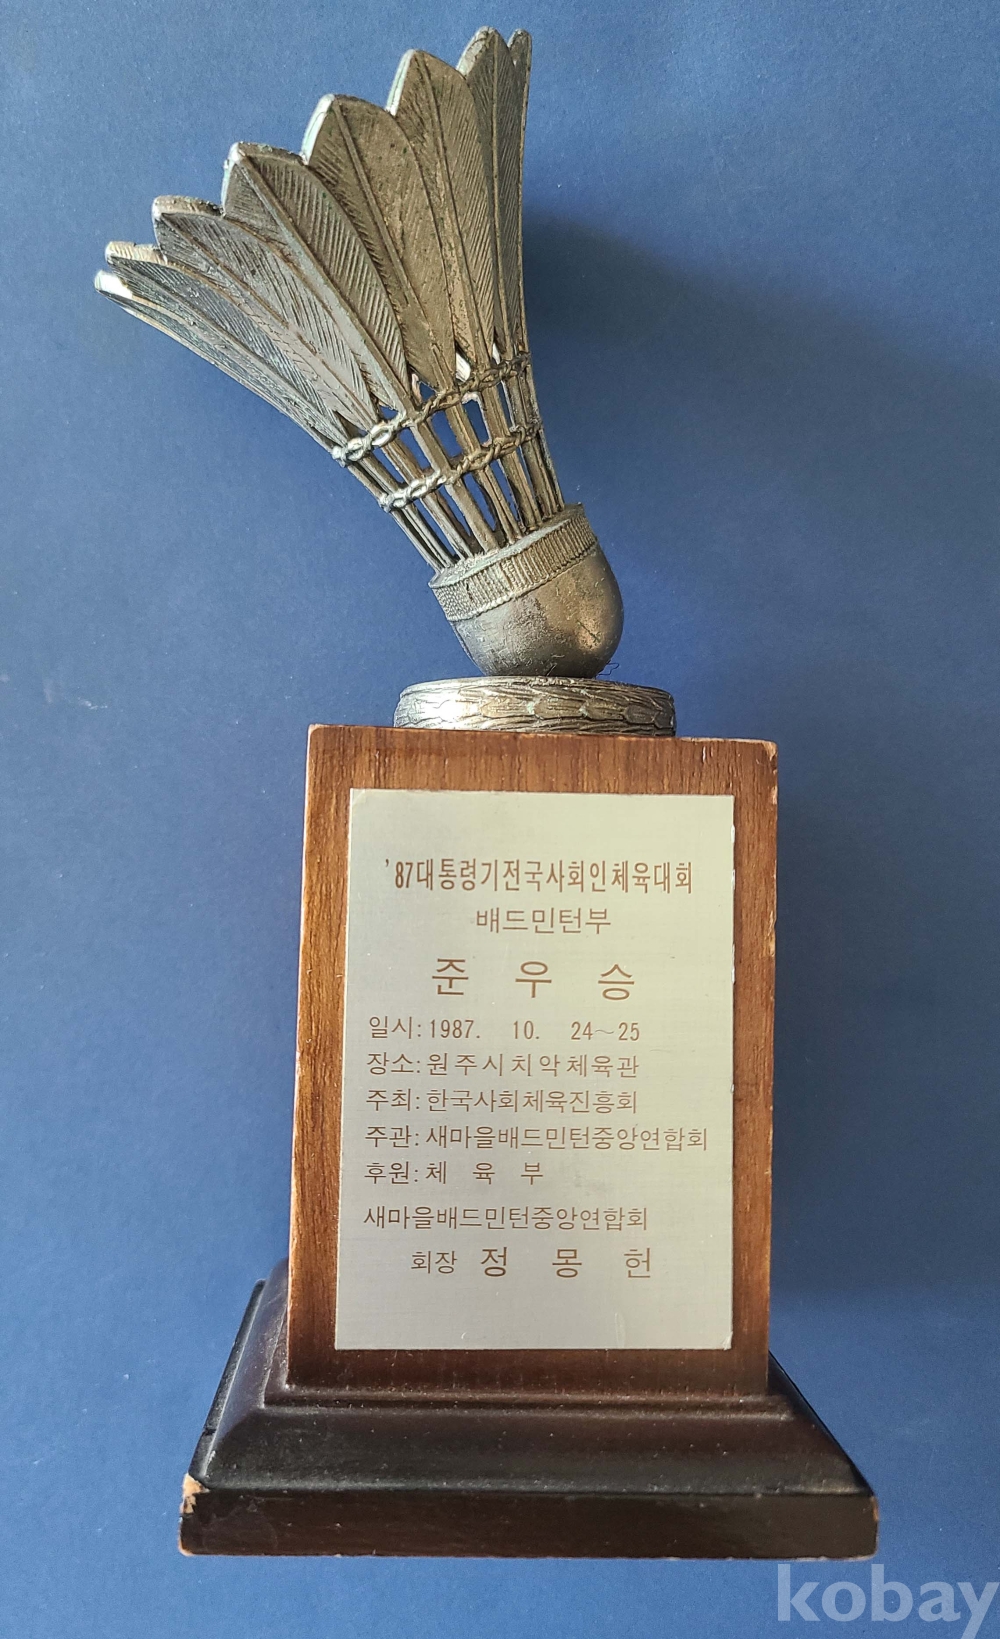 '87대통령기전국사회인체육대회
배드민턴부
준 우 승
일시: 1987. 10. 24~25
장소: 원주시치악체육관
주최: 한국사회체육진흥회
주관: 새마을배드민턴중앙연합회
후원: 체 육 부
새마을배드민턴중앙연합회
회장 정 몽 헌
kobay